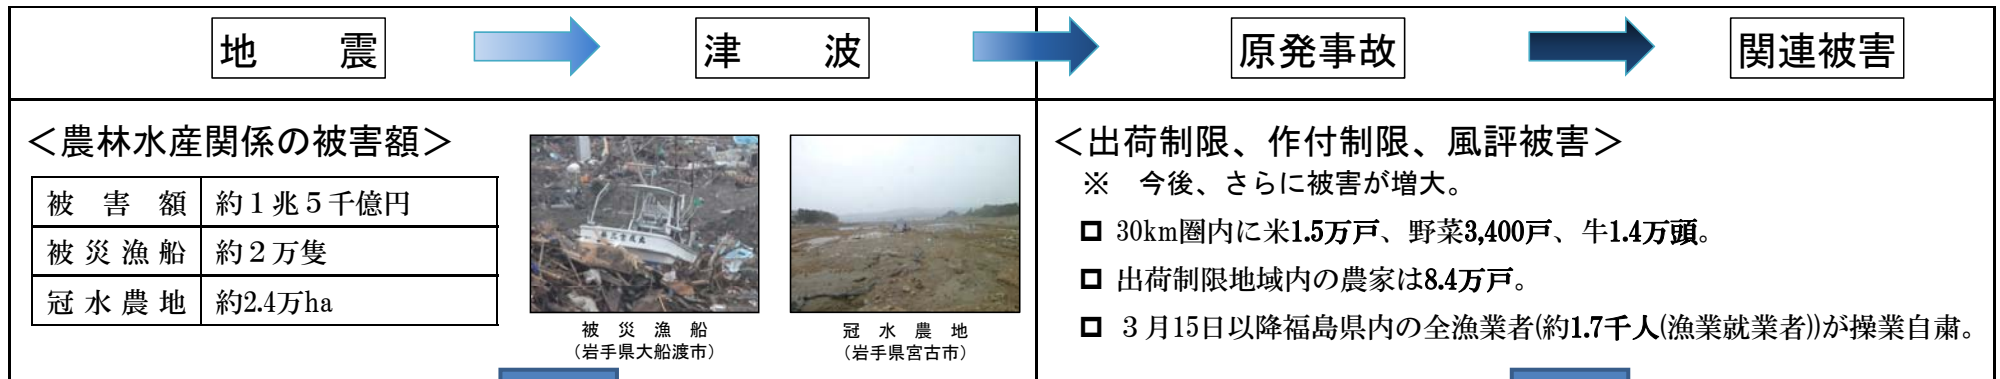 地　震
津　波
原発事故
関連被害
＜農林水産関係の被害額＞
被害額 約１兆５千億円
被災漁船 約２万隻
冠水農地 約2.4万ha
被災漁船
（岩手県大船渡市）
冠水農地
（岩手県宮古市）
＜出荷制限、作付制限、風評被害＞
※　今後、さらに被害が増大。
30km圏内に米1.5万戸、野菜3,400戸、牛1.4万頭。
出荷制限地域内の農家は8.4万戸。
３月15日以降福島県内の全漁業者(約1.7千人(漁業就業者))が操業自粛。